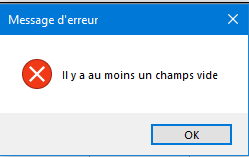 Message d'erreur
Il y a au moins un champs vide
OK